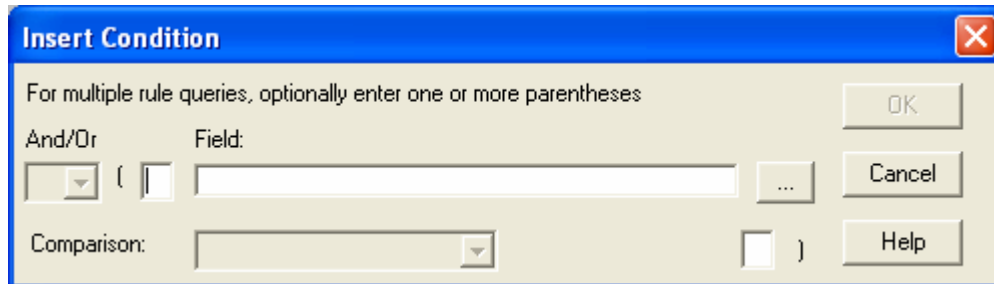 Insert Condition
For multiple rule queries, optionally enter one or more parentheses
OK
And/Or Field:
( ...
Cancel
Comparison: )
Help